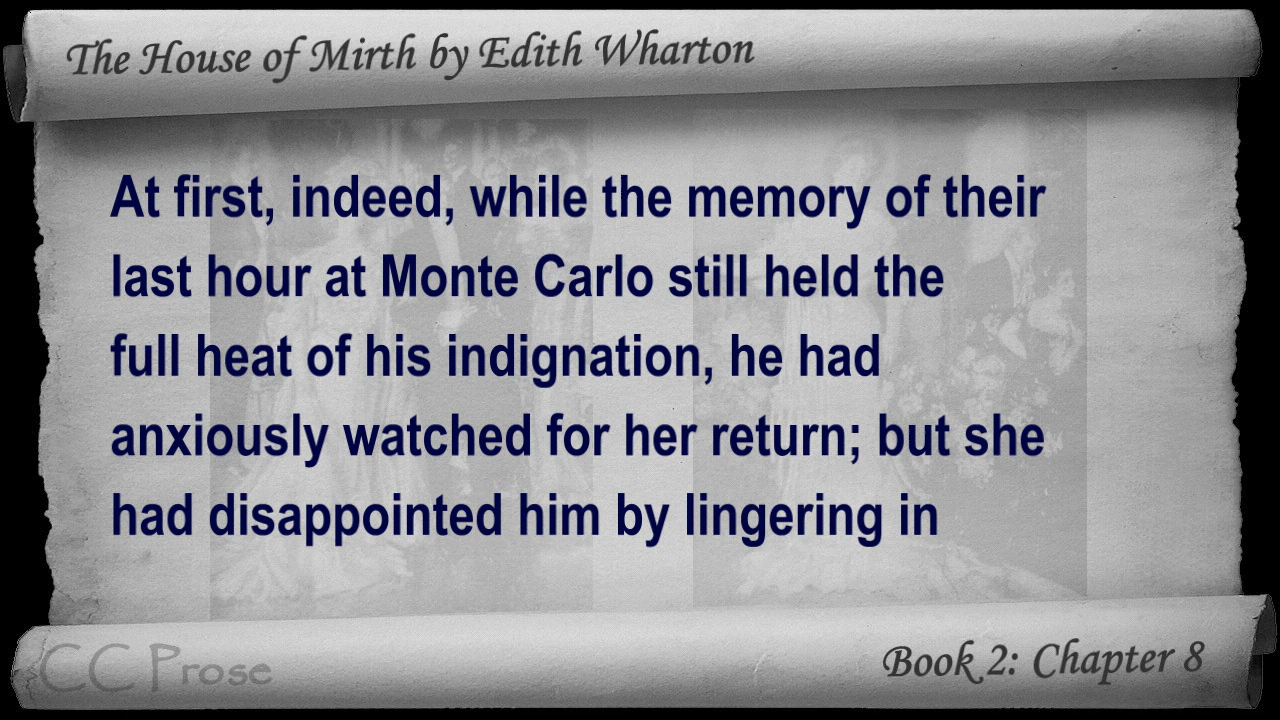 The House of Mirth by Edith Wharton
At first, indeed, while the memory of their
last hour at Monte Carlo still held the
full heat of his indignation, he had
anxiously watched for her return; but she
had disappointed him by lingering in
CC Prose
Book 2: Chapter 8